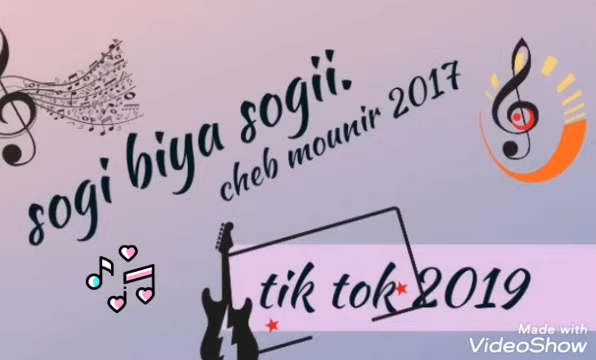 sogi biya sogii.
cheb mounir 2017
tik tok 2019
Made with
VideoShow